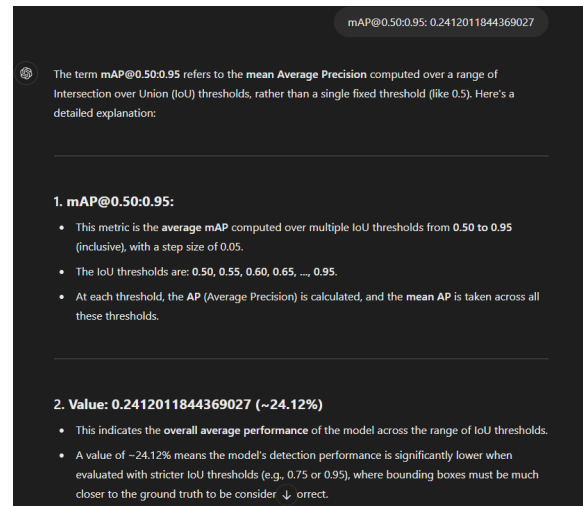 mAP@0.50:0.95: 0.2412011844369027
The term mAP@0.50:0.95 refers to the mean Average Precision computed over a range of
Intersection over Union (IoU) thresholds, rather than a single fixed threshold (like 0.5). Here's a
detailed explanation:
1. mAP@0.50:0.95:
• This metric is the average mAP computed over multiple IoU thresholds from 0.50 to 0.95
(inclusive), with a step size of 0.05.
• The IoU thresholds are: 0.50, 0.55, 0.60, 0.65, ..., 0.95.
• At each threshold, the AP (Average Precision) is calculated, and the mean AP is taken across all
these thresholds.
2. Value: 0.2412011844369027 (~24.12%)
• This indicates the overall average performance of the model across the range of IoU thresholds.
• A value of ~24.12% means the model's detection performance is significantly lower when
evaluated with stricter IoU thresholds (e.g., 0.75 or 0.95), where bounding boxes must be much
closer to the ground truth to be consider orrect.